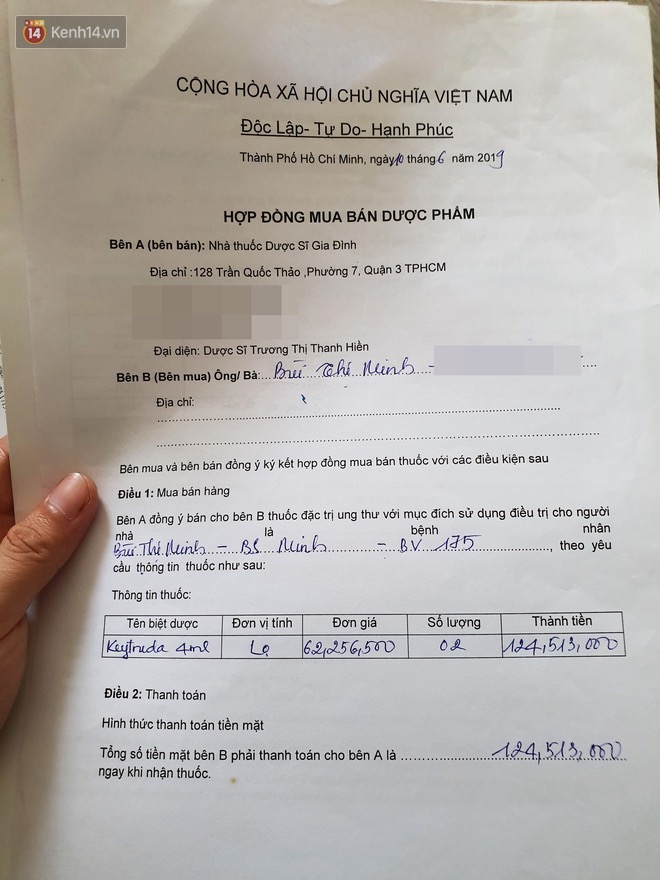 14 Kenh14.vn
CỘNG HÒA XÃ HỘI CHỦ NGHĨA VIỆT NAM
Độc Lập- Tự Do- Hạnh Phúc
Thành Phố Hồ Chí Minh, ngày 10 tháng 6 năm 2019
HỢP ĐỒNG MUA BÁN DƯỢC PHẨM
Bên A (bên bán): Nhà thuốc Dược Sĩ Gia Đình
Địa chỉ :128 Trần Quốc Thảo ,Phường 7, Quận 3 TPHCM
Đại diện: Dược Sĩ Trương Thị Thanh Hiền
Bên B (Bên mua) Ông/ Bà: Bùi Thị Minh -
Địa chỉ:
Bên mua và bên bán đồng ý ký kết hợp đồng mua bán thuốc với các điều kiện sau
Điều 1: Mua bán hàng
Bên A đồng ý bán cho bên B thuốc đặc trị ung thư với mục đích sử dụng điều trị cho người
nhà là bệnh nhân
Bùi Thị Minh - BS Minh - BV 175, theo yêu
cầu thông tin thuốc như sau:
Thông tin thuốc:
Tên biệt dược Đơn vị tính Đơn giá Số lượng Thành tiền
Keytruda 4ml Lọ 62,256,500 02 124,513,000
Điều 2: Thanh toán
Hình thức thanh toán tiền mặt
Tổng số tiền mặt bên B phải thanh toán cho bên A là 124,513,000
ngay khi nhận thuốc.